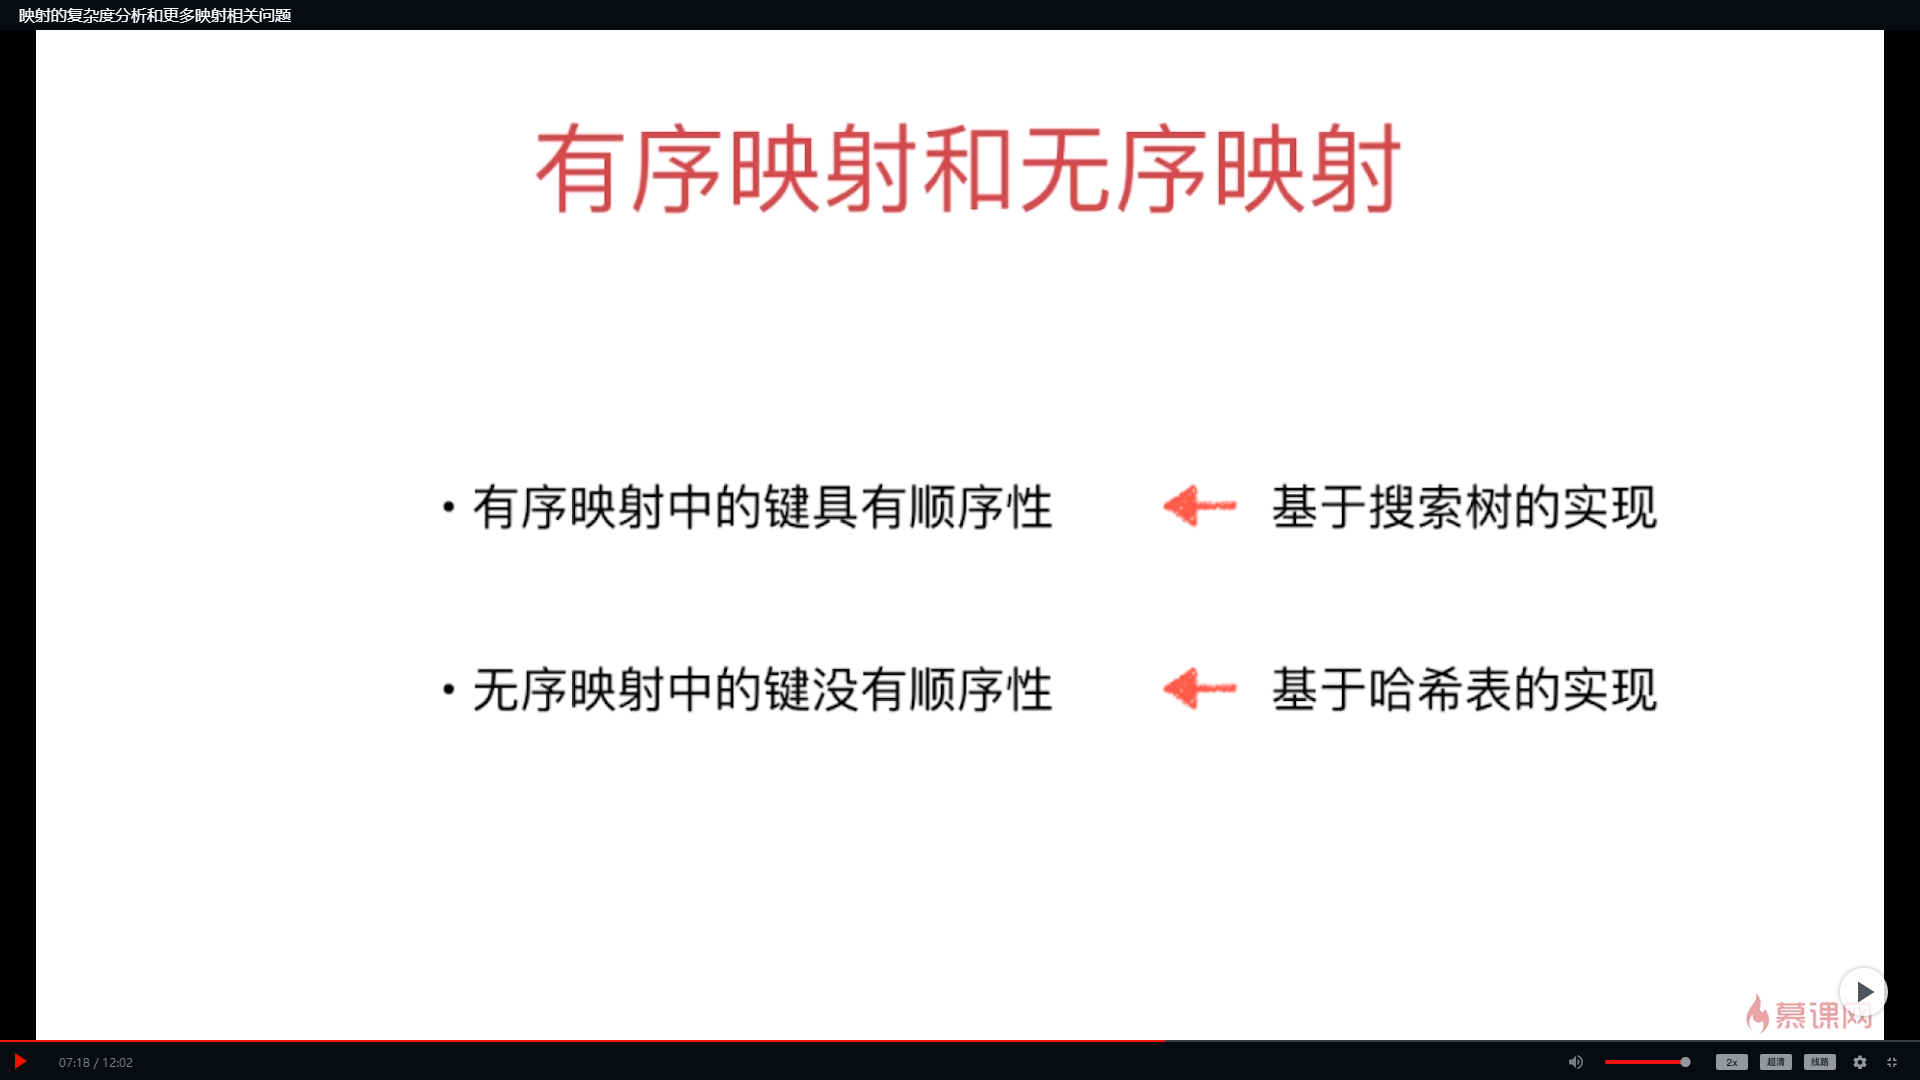 映射的复杂度分析和更多映射相关问题
有序映射和无序映射
• 有序映射中的键具有顺序性 基于搜索树的实现
• 无序映射中的键没有顺序性 基于哈希表的实现
慕课网
07:18 / 12:02 2x 超清 线路